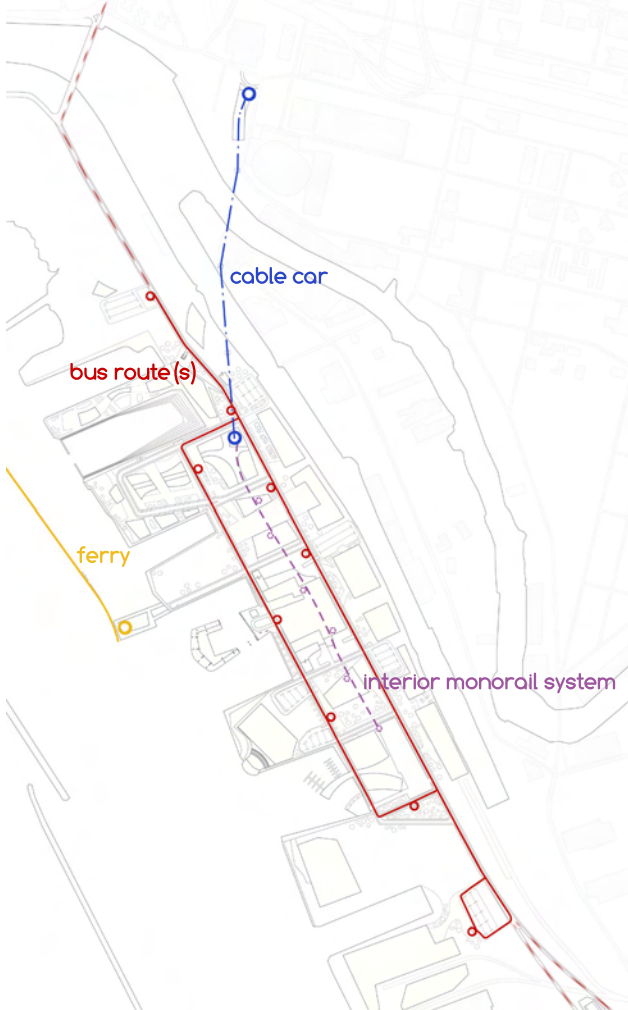 cable car
bus route(s)
ferry
interior monorail system